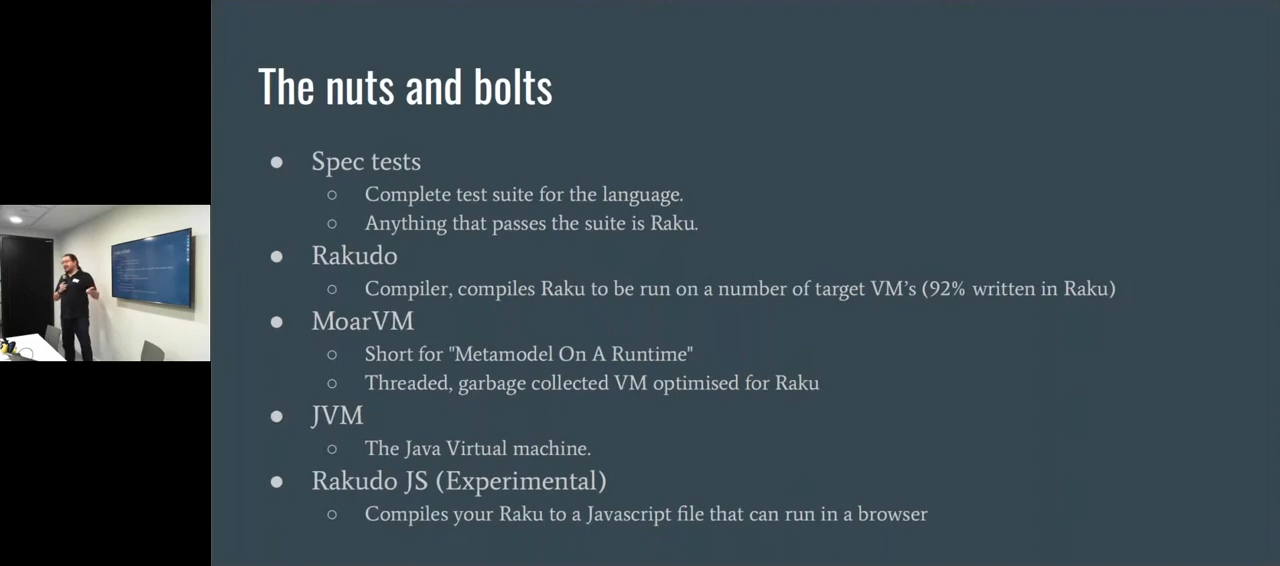 The nuts and bolts
● Spec tests
○ Complete test suite for the language.
○ Anything that passes the suite is Raku.
● Rakudo
○ Compiler, compiles Raku to be run on a number of target VM’s (92% written in Raku)
● MoarVM
○ Short for "Metamodel On A Runtime"
○ Threaded, garbage collected VM optimised for Raku
● JVM
○ The Java Virtual machine.
● Rakudo JS (Experimental)
○ Compiles your Raku to a Javascript file that can run in a browser